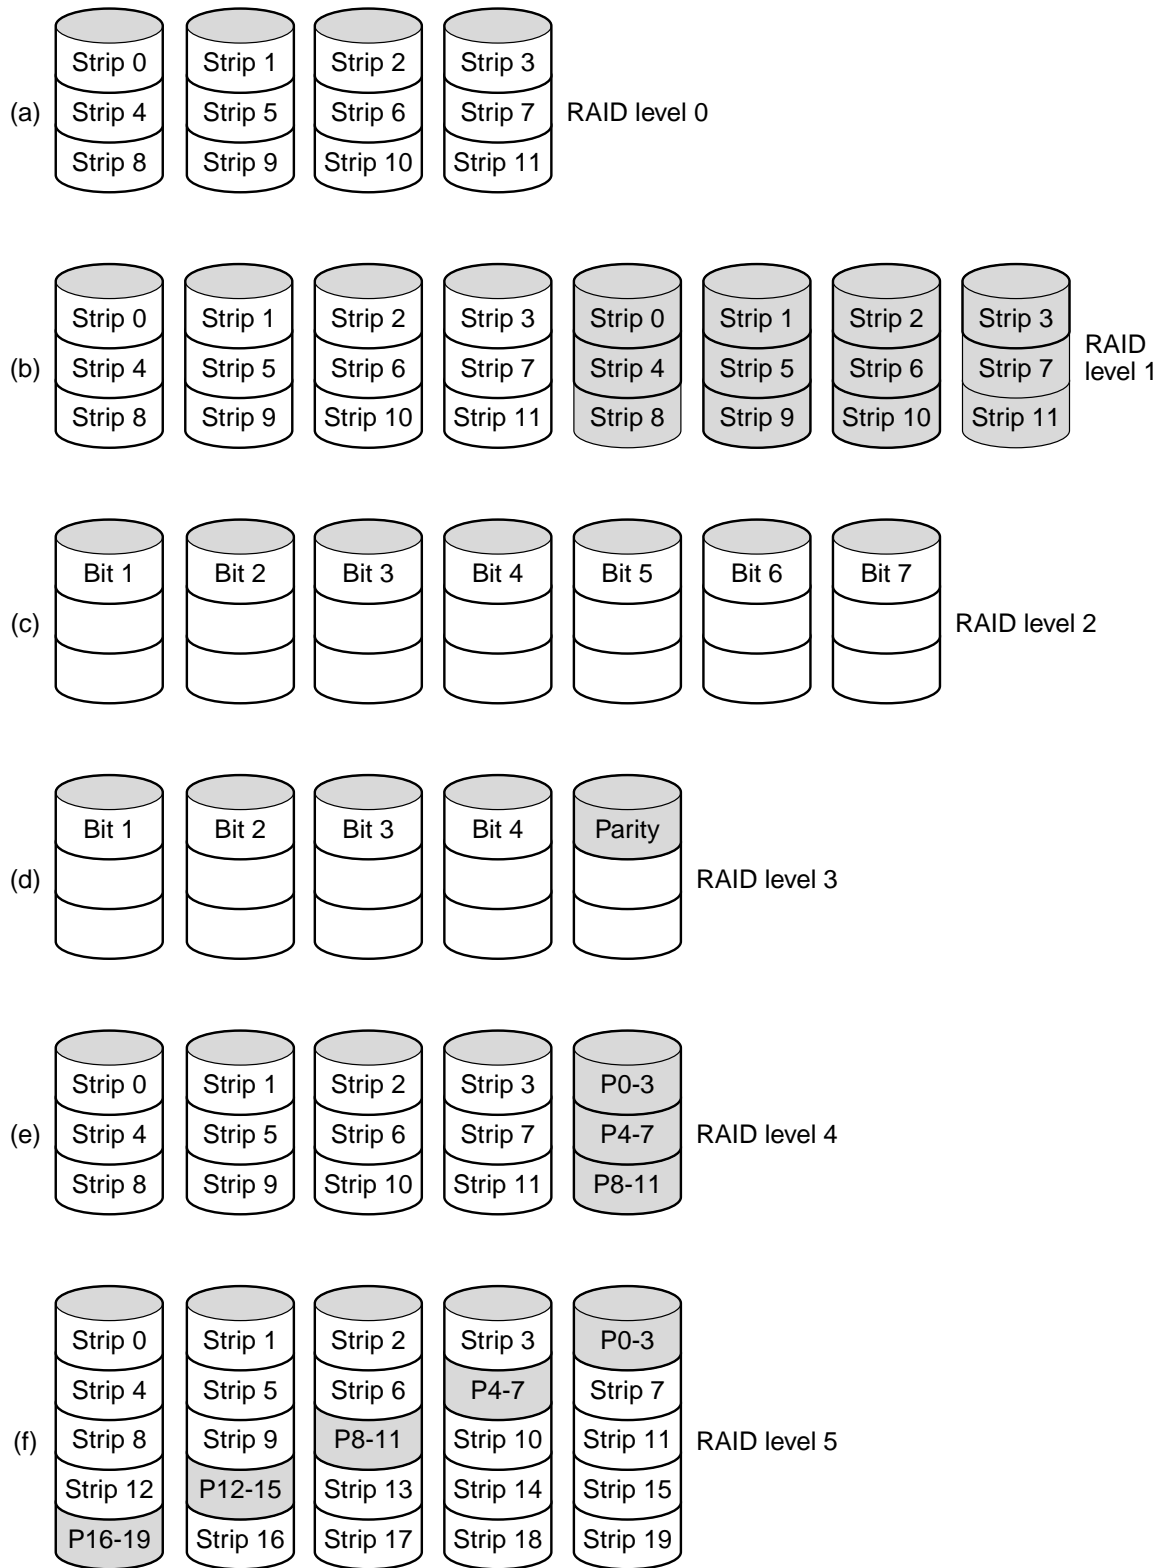 Strip 0 Strip 1 Strip 2 Strip 3
(a) Strip 4 Strip 5 Strip 6 Strip 7 RAID level 0
Strip 8 Strip 9 Strip 10 Strip 11
Strip 0 Strip 1 Strip 2 Strip 3 Strip 0 Strip 1 Strip 2 Strip 3
(b) Strip 4 Strip 5 Strip 6 Strip 7 Strip 4 Strip 5 Strip 6 Strip 7 RAID
level 1
Strip 8 Strip 9 Strip 10 Strip 11 Strip 8 Strip 9 Strip 10 Strip 11
Bit 1 Bit 2 Bit 3 Bit 4 Bit 5 Bit 6 Bit 7
(c) RAID level 2
Bit 1 Bit 2 Bit 3 Bit 4 Parity
(d) RAID level 3
Strip 0 Strip 1 Strip 2 Strip 3 P0-3
(e) Strip 4 Strip 5 Strip 6 Strip 7 P4-7 RAID level 4
Strip 8 Strip 9 Strip 10 Strip 11 P8-11
Strip 0 Strip 1 Strip 2 Strip 3 P0-3
Strip 4 Strip 5 Strip 6 P4-7 Strip 7
(f) Strip 8 Strip 9 P8-11 Strip 10 Strip 11 RAID level 5
Strip 12 P12-15 Strip 13 Strip 14 Strip 15
P16-19 Strip 16 Strip 17 Strip 18 Strip 19